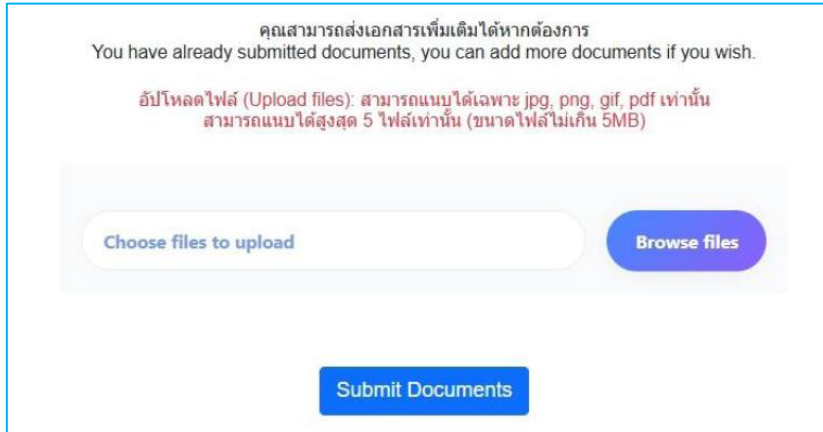 คุณสามารถส่งเอกสารเพิ่มเติมได้หากต้องการ
You have already submitted documents, you can add more documents if you wish.
อัปโหลดไฟล์ (Upload files): สามารถแนบได้เฉพาะ jpg, png, gif, pdf เท่านั้น
สามารถแนบได้สูงสุด 5 ไฟล์เท่านั้น (ขนาดไฟล์ไม่เกิน 5MB)
Choose files to upload
Browse files
Submit Documents